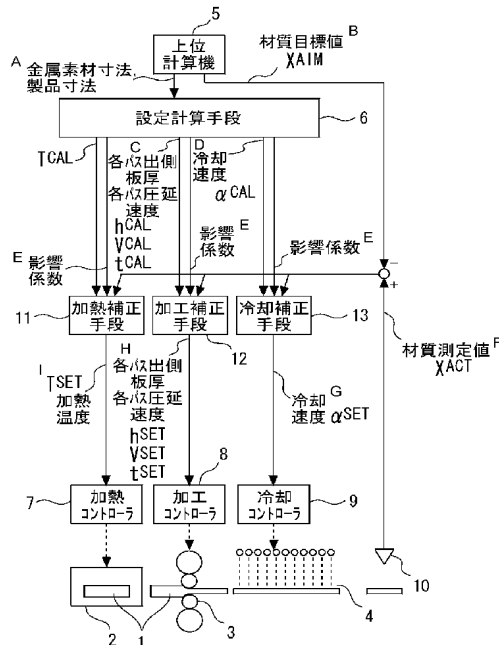 5
上位
計算機
材質目標値 B
XAIM
A 金属素材寸法,
製品寸法
設定計算手段
6
TCAL
C
各パス出側
板厚
各パス圧延
速度
hCAL
VCAL
tCAL
D
冷却
速度
αCAL
E 影響
係数
影響 E
係数
影響係数 E
−
+
11
加熱補正
手段
加工補正
手段
12
冷却補正
手段
13
材質測定値 F
XACT
I
TSET
加熱
温度
H
各パス出側
板厚
各パス圧延
速度
hSET
VSET
tSET
冷却 G
速度 αSET
7
加熱
コントローラ
8
加工
コントローラ
冷却
コントローラ
9
10
2
1
3
4